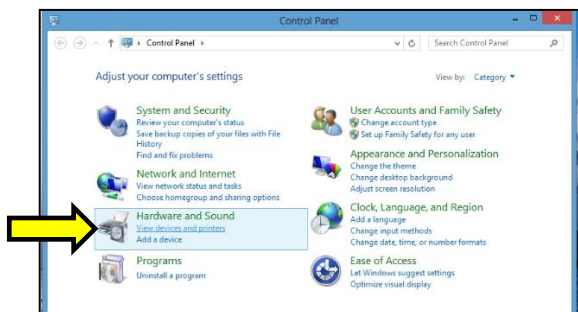 Control Panel
Control Panel
Search Control Panel
Adjust your computer's settings
View by: Category
System and Security
Review your computer's status
Save backup copies of your files with File
History
Find and fix problems
Network and Internet
View network status and tasks
Choose homegroup and sharing options
Hardware and Sound
View devices and printers
Add a device
Programs
Uninstall a program
User Accounts and Family Safety
Change account type
Set up Family Safety for any user
Appearance and Personalization
Change the theme
Change desktop background
Adjust screen resolution
Clock, Language, and Region
Add a language
Change input methods
Change date, time, or number formats
Ease of Access
Let Windows suggest settings
Optimize visual display